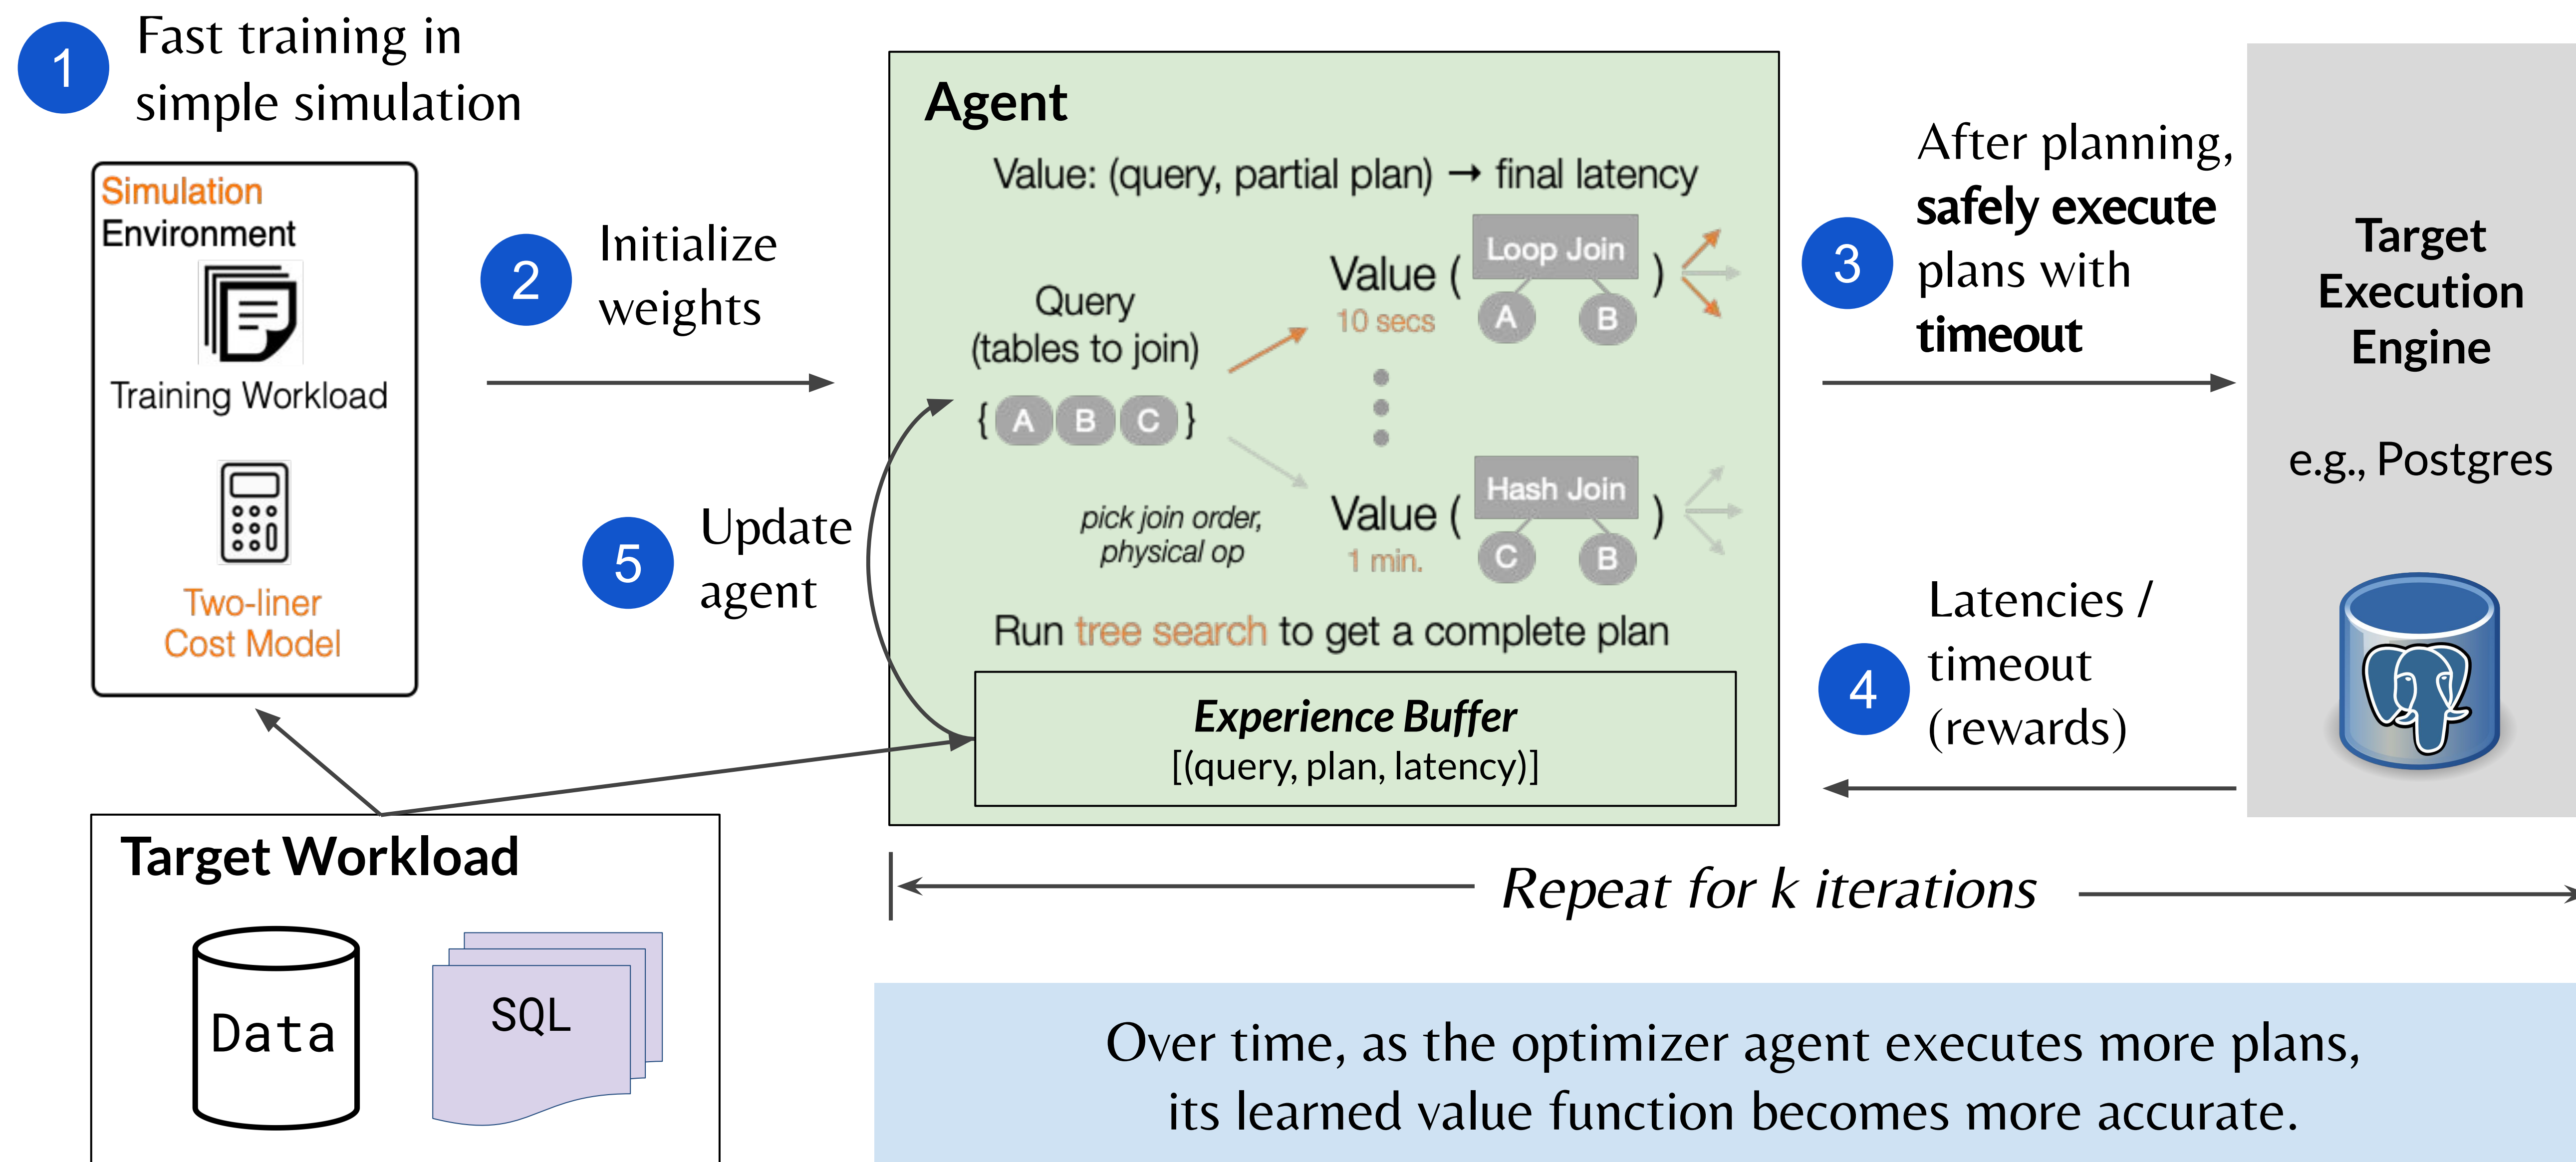 1
Fast training in
simple simulation
Simulation
Environment
Training Workload
Two-liner
Cost Model
2
Initialize
weights
5
Update
agent
Agent
Value: (query, partial plan) → final latency
Query
(tables to join)
{ A B C }
Value ( Loop Join )
10 secs
A B
pick join order,
physical op
Value ( Hash Join )
1 min.
C B
Run tree search to get a complete plan
Experience Buffer
[(query, plan, latency)]
3
After planning,
safely execute
plans with
timeout
4
Latencies /
timeout
(rewards)
Target
Execution
Engine
e.g., Postgres
Repeat for k iterations
Target Workload
Data
SQL
Over time, as the optimizer agent executes more plans,
its learned value function becomes more accurate.